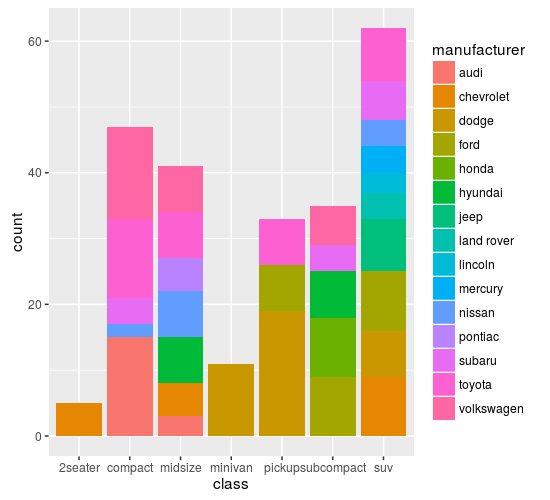 60
40
20
0
count
2seater compact midsize minivan pickup subcompact suv
class
manufacturer
audi
chevrolet
dodge
ford
honda
hyundai
jeep
land rover
lincoln
mercury
nissan
pontiac
subaru
toyota
volkswagen